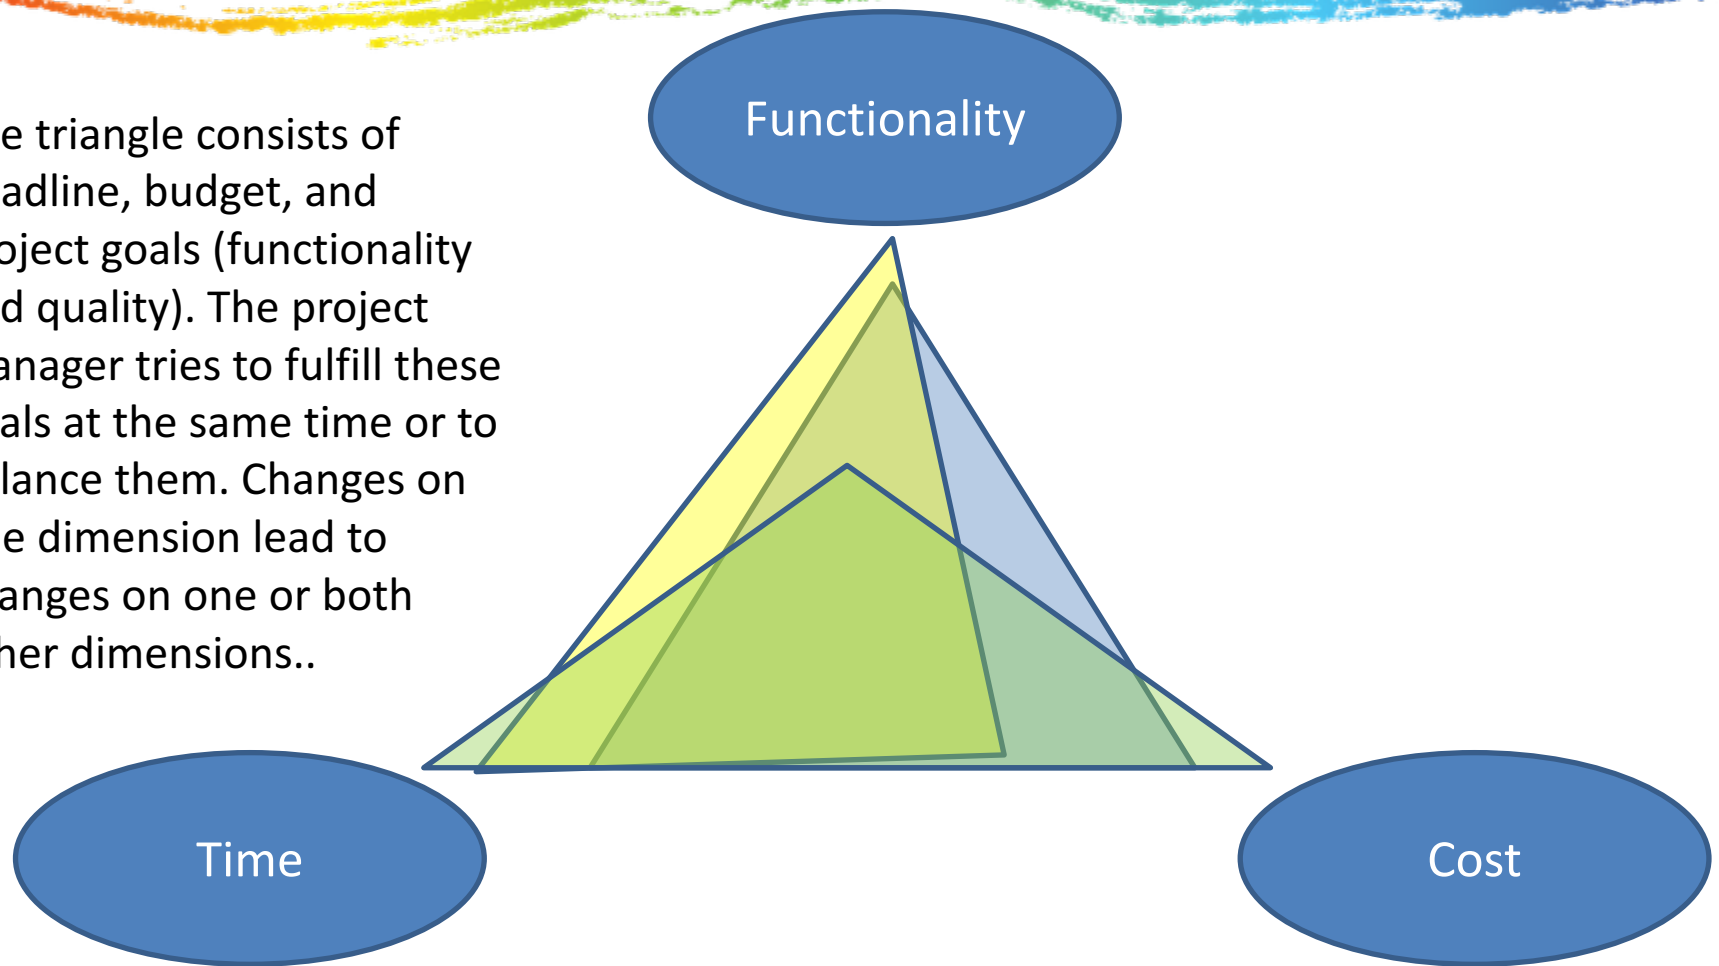 Functionality
e triangle consists of
adline, budget, and
oject goals (functionality
d quality). The project
anager tries to fulfill these
als at the same time or to
lance them. Changes on
e dimension lead to
anges on one or both
her dimensions..
Time
Cost